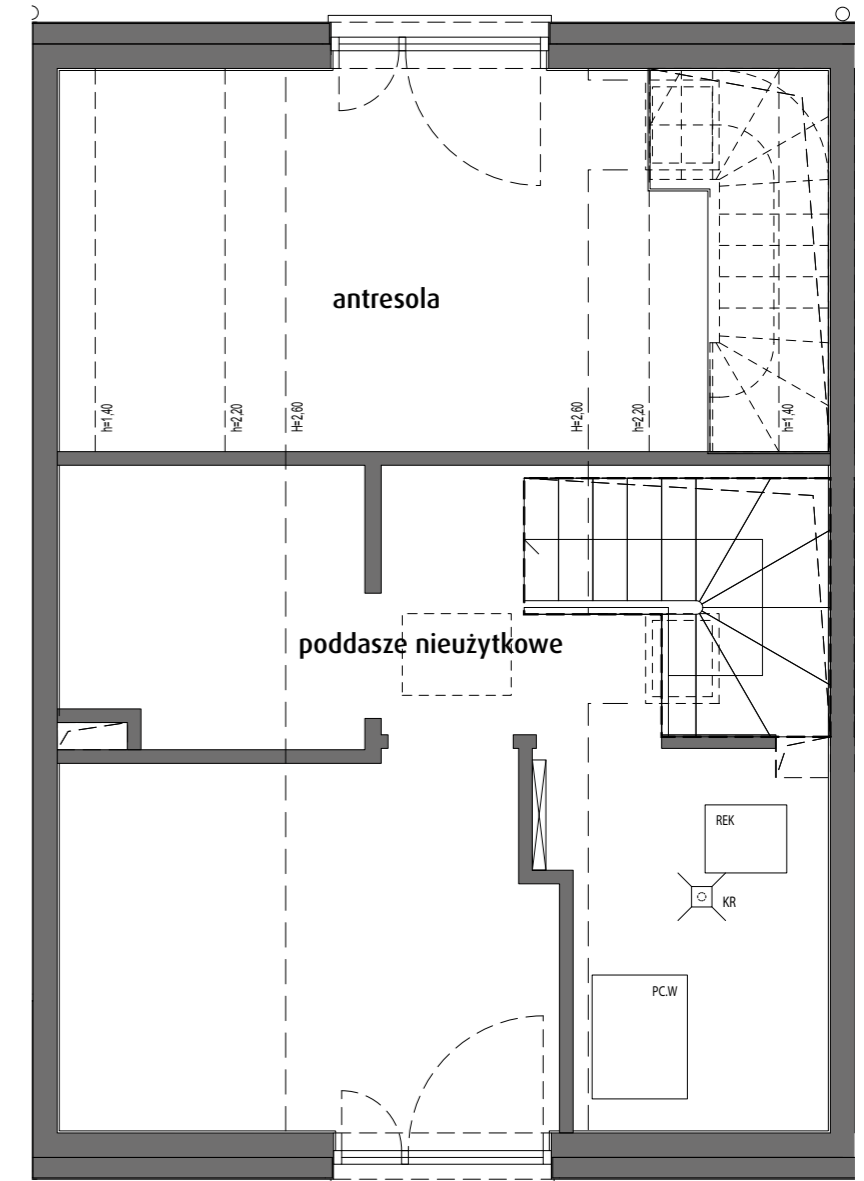 antresola
h=1,40
h=2,20
H=2,60
H=2,60
h=2,20
h=1,40
poddasze nieużytkowe
REK
KR
PC.W